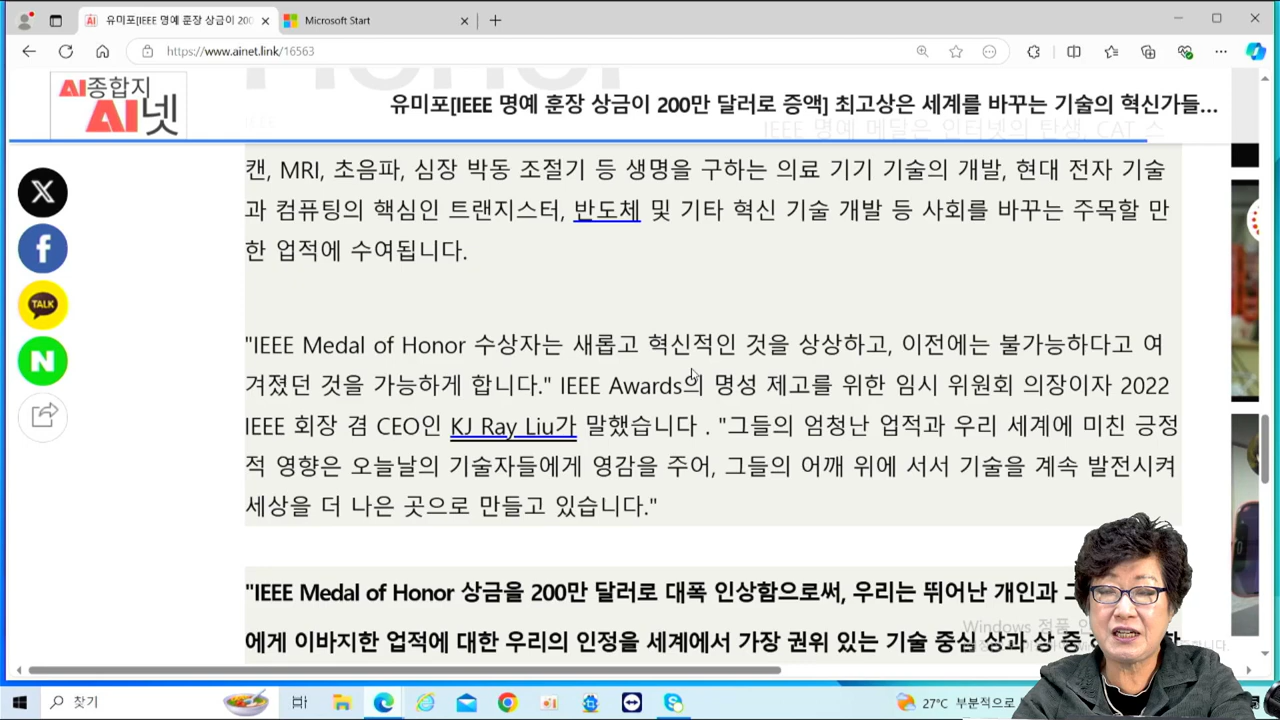 유미포[IEEE 명예 훈장 상금이 200
Microsoft Start
https://www.ainet.link/16563
AI종합지
AI넷
유미포[IEEE 명예 훈장 상금이 200만 달러로 증액] 최고상은 세계를 바꾸는 기술의 혁신가들...
IEEE 명예 메달은 인터넷의 탄생, CAT 스
캔, MRI, 초음파, 심장 박동 조절기 등 생명을 구하는 의료 기기 기술의 개발, 현대 전자 기술
과 컴퓨팅의 핵심인 트랜지스터, 반도체 및 기타 혁신 기술 개발 등 사회를 바꾸는 주목할 만
한 업적에 수여됩니다.
X
f
TALK
N
"IEEE Medal of Honor 수상자는 새롭고 혁신적인 것을 상상하고, 이전에는 불가능하다고 여
겨졌던 것을 가능하게 합니다." IEEE Awards의 명성 제고를 위한 임시 위원회 의장이자 2022
IEEE 회장 겸 CEO인 KJ Ray Liu가 말했습니다 . "그들의 엄청난 업적과 우리 세계에 미친 긍정
적 영향은 오늘날의 기술자들에게 영감을 주어, 그들의 어깨 위에 서서 기술을 계속 발전시켜
세상을 더 나은 곳으로 만들고 있습니다."
"IEEE Medal of Honor 상금을 200만 달러로 대폭 인상함으로써, 우리는 뛰어난 개인과
에게 이바지한 업적에 대한 우리의 인정을 세계에서 가장 권위 있는 기술 중심 상과 상 중
Windows 정품 인
찾기
27°C 부분적으로